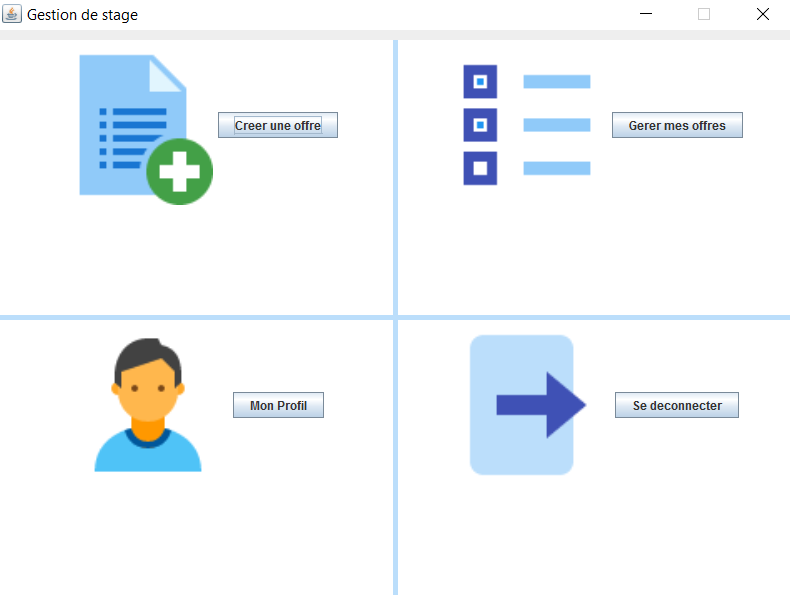 Gestion de stage
Creer une offre
Gerer mes offres
Mon Profil
Se deconnecter